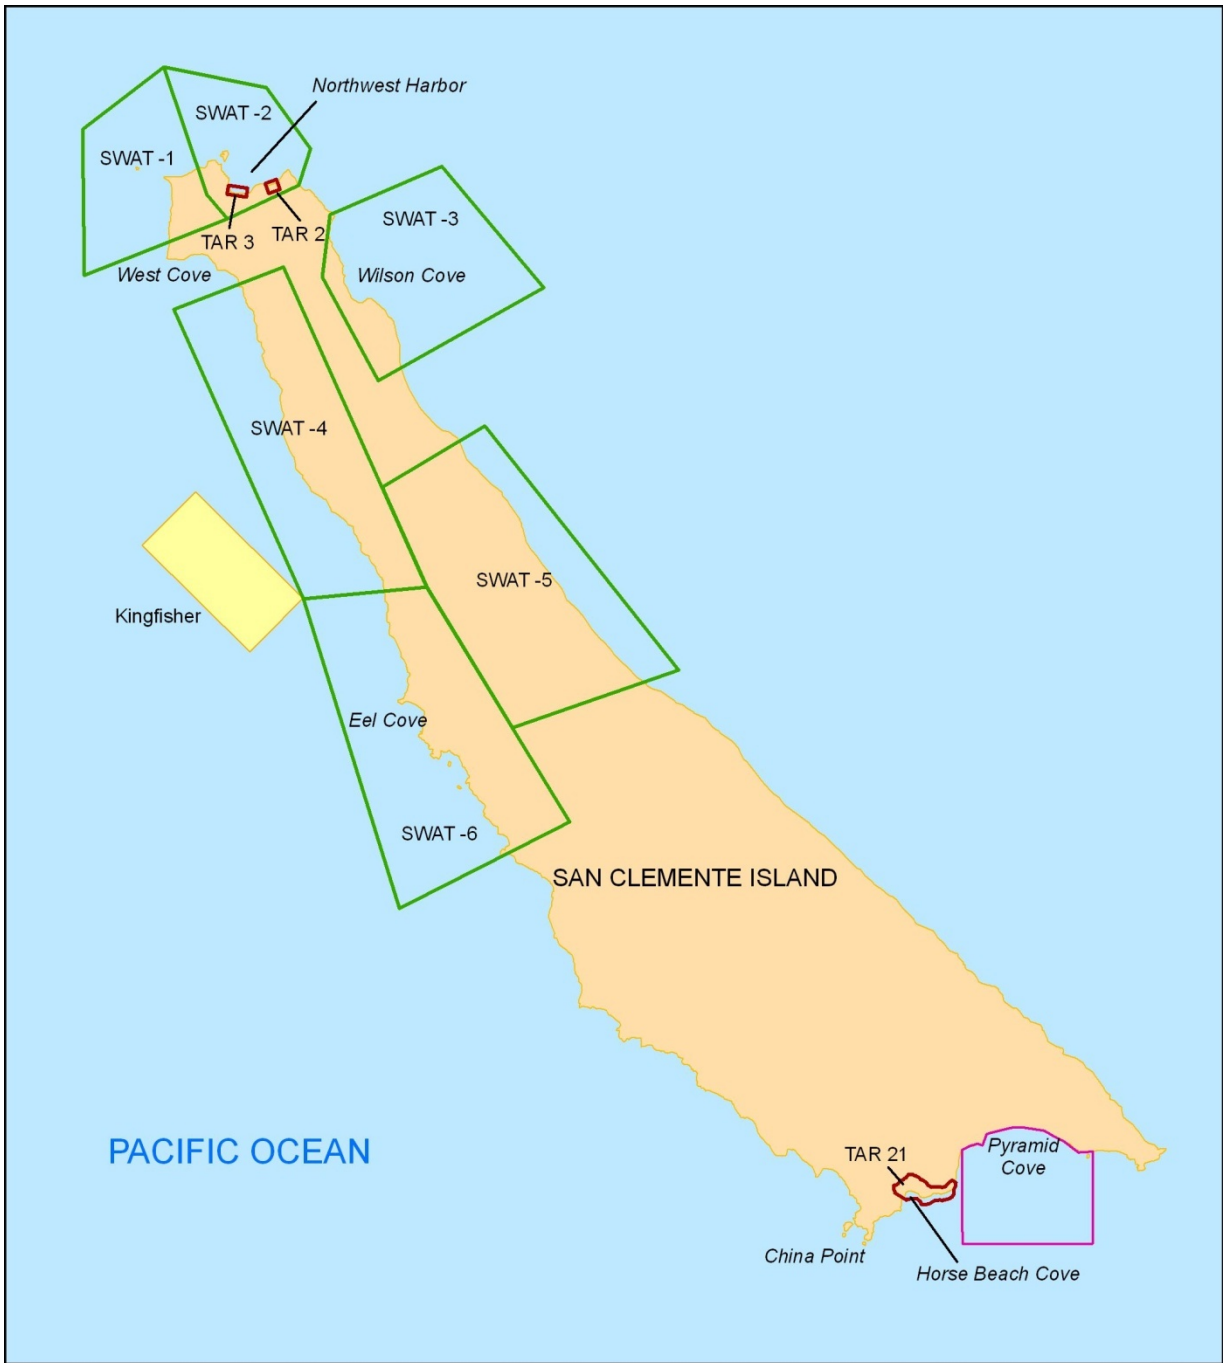 Northwest Harbor
SWAT -2
SWAT -1
SWAT -3
TAR 3
TAR 2
West Cove
Wilson Cove
SWAT -4
SWAT -5
Kingfisher
Eel Cove
SWAT -6
SAN CLEMENTE ISLAND
PACIFIC OCEAN
TAR 21
Pyramid
Cove
China Point
Horse Beach Cove